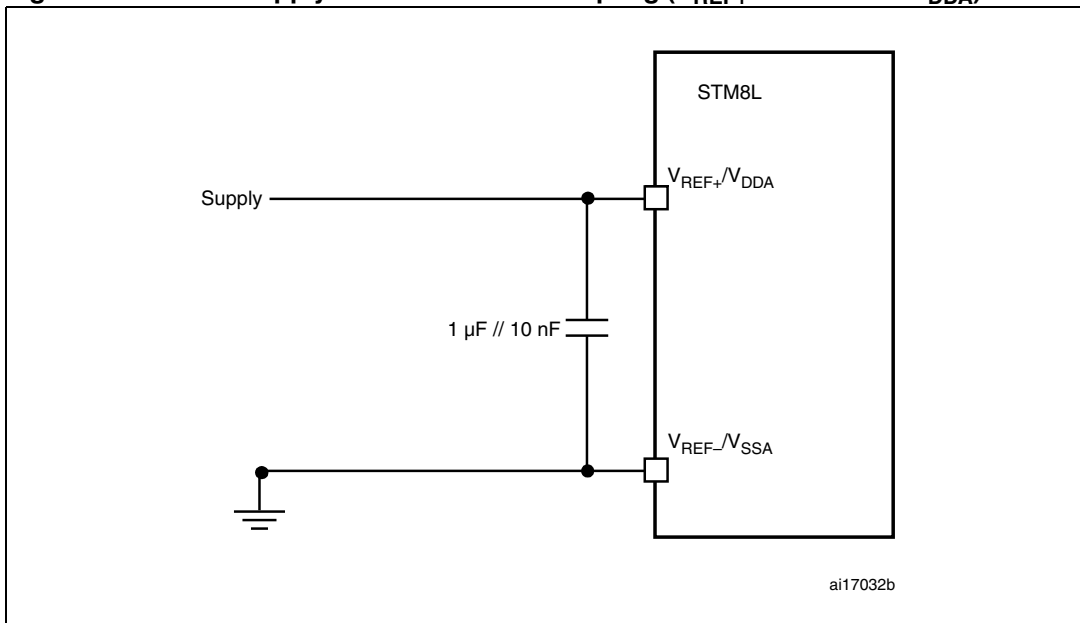 STM8L
VREF+/VDDA
Supply
1 µF // 10 nF
VREF–/VSSA
ai17032b